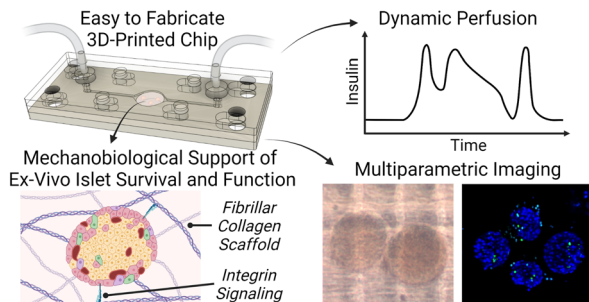 Easy to Fabricate
3D-Printed Chip
Dynamic Perfusion
Insulin
Time
Mechanobiological Support of
Ex-Vivo Islet Survival and Function
Fibrillar
Collagen
Scaffold
Integrin
Signaling
Multiparametric Imaging